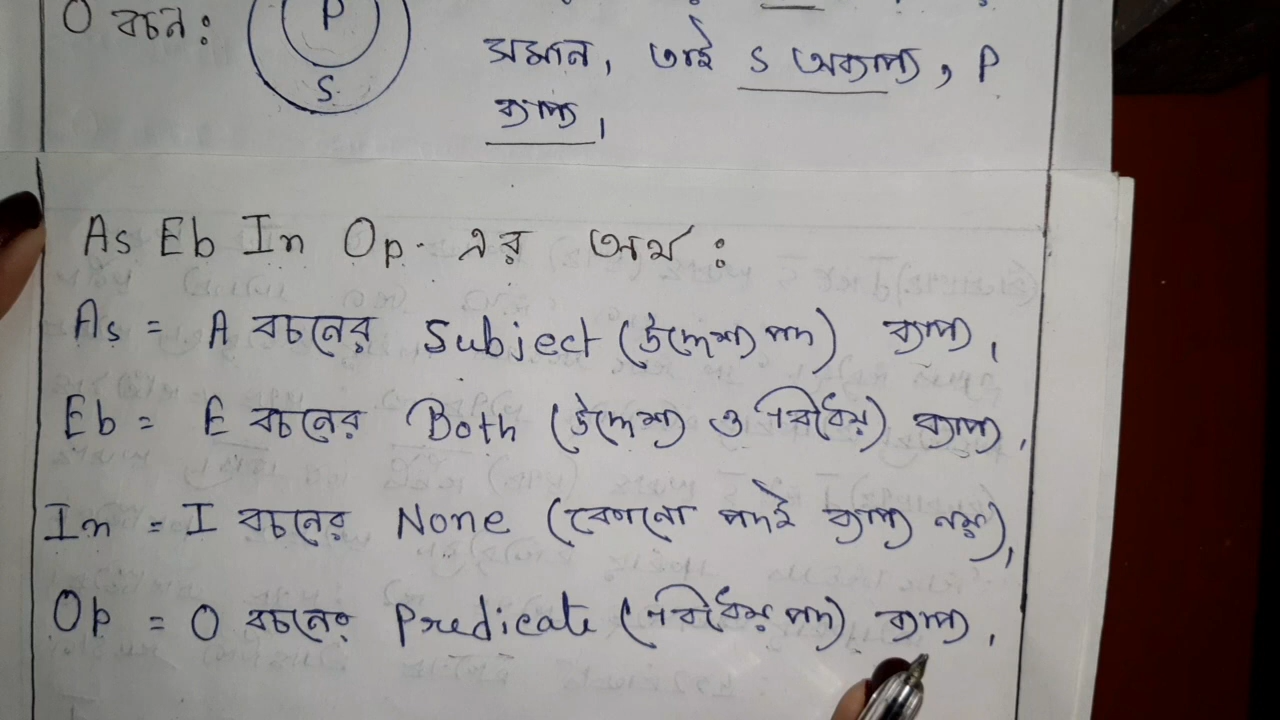 O বচন : P S
সমান, তাই S অব্যাপ্য, P
ব্যাপ্য।
As Eb In Op - এর অর্থ :
As = A বচনের Subject (উদ্দেশ্য পদ) ব্যাপ্য।
Eb = E বচনের Both (উদ্দেশ্য ও বিধেয়) ব্যাপ্য।
In = I বচনের None (কোনো পদই ব্যাপ্য নয়)।
Op = O বচনের Predicate (বিধেয় পদ) ব্যাপ্য।